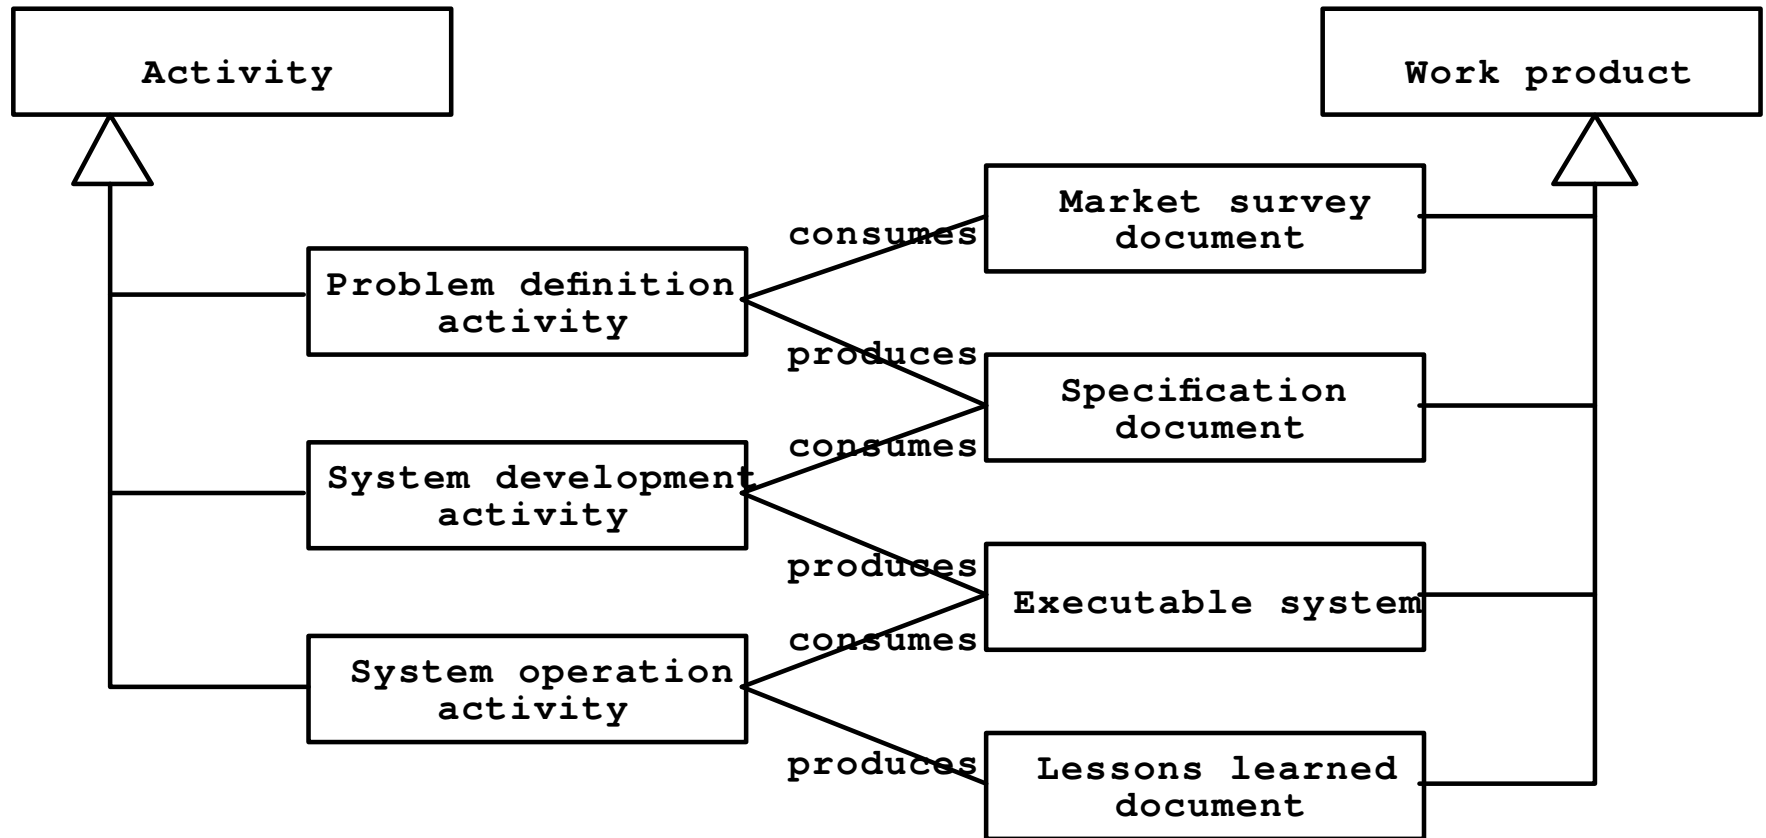 Activity
Work product
Market survey
document
consumes
Problem definition
activity
produces
Specification
document
consumes
System development
activity
produces
Executable system
consumes
System operation
activity
produces
Lessons learned
document